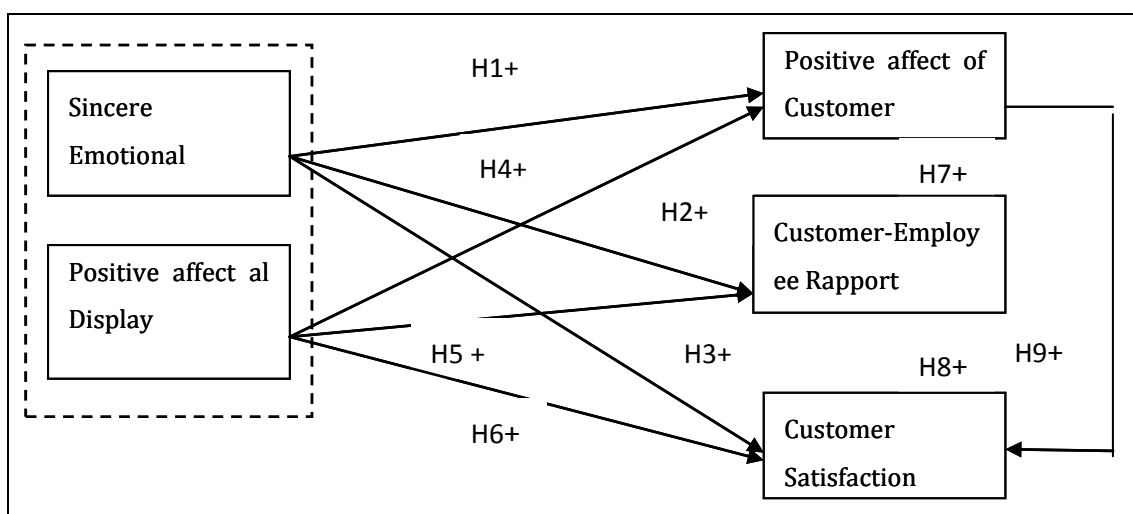 Sincere
Emotional
Positive affect al
Display
H1+
H4+
H2+
H5 +
H3+
H6+
Positive affect of
Customer
H7+
Customer-Employ
ee Rapport
H8+
H9+
Customer
Satisfaction